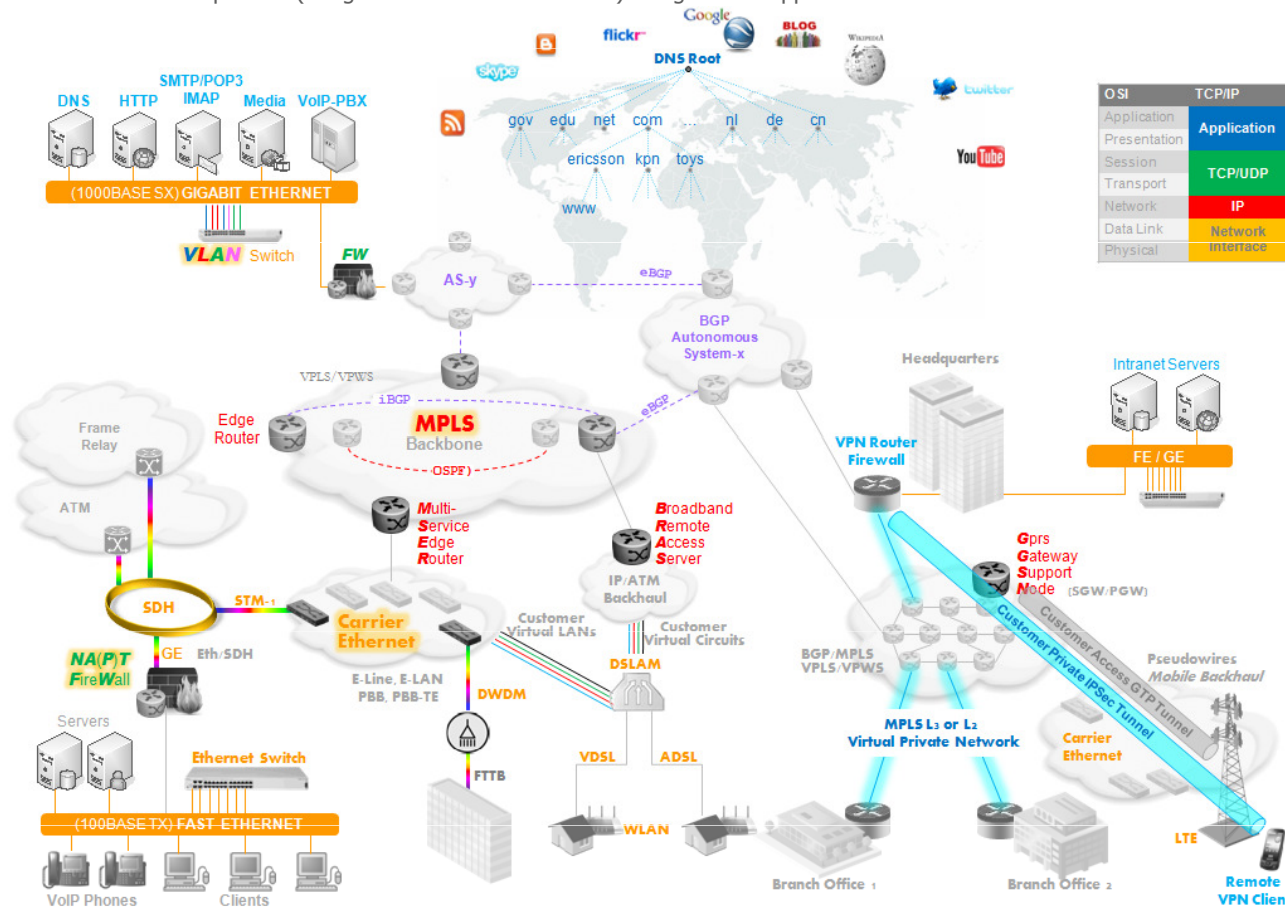 Google
BLOG
flickr
WIKIPEDIA
DNS Root
skype
twitter
SMTP/POP3
DNS HTTP IMAP Media VoIP-PBX
gov edu net com ... nl de cn
ericsson kpn toys
www
You Tube
OSI TCP/IP
Application
Presentation
Application
Session
Transport
TCP/UDP
Network IP
Data Link
Physical
Network
Interface
(1000BASE SX) GIGABIT ETHERNET
VLAN Switch
FW
AS-y
eBGP
BGP
Autonomous
System-x
Headquarters
Intranet Servers
VPLS/VPWS
iBGP
eBGP
Edge
Router
MPLS
Backbone
OSPF)
Frame
Relay
VPN Router
Firewall
FE / GE
ATM
Multi-
Service
Edge
Router
Broadband
Remote
Access
Server
Gprs
Gateway
Support
Node (SGW/PGW)
IP/ATM
Backhaul
SDH
STM-1
Carrier
Ethernet
Customer
Virtual LANs
Customer
Virtual Circuits
Customer Access GTP Tunnel
Customer Private IPSec Tunnel
NA(P)T
FireWall
GE Eth/SDH
E-Line, E-LAN
PBB, PBB-TE
DSLAM
BGP/MPLS
VPLS/VPWS
Pseudowires
Mobile Backhaul
DWDM
Servers
MPLS L3 or L2
Virtual Private Network
Carrier
Ethernet
Ethernet Switch
FTTB
VDSL ADSL
(100BASE TX) FAST ETHERNET
WLAN
LTE
VoIP Phones Clients
Branch Office 1
Branch Office 2
Remote
VPN Clien